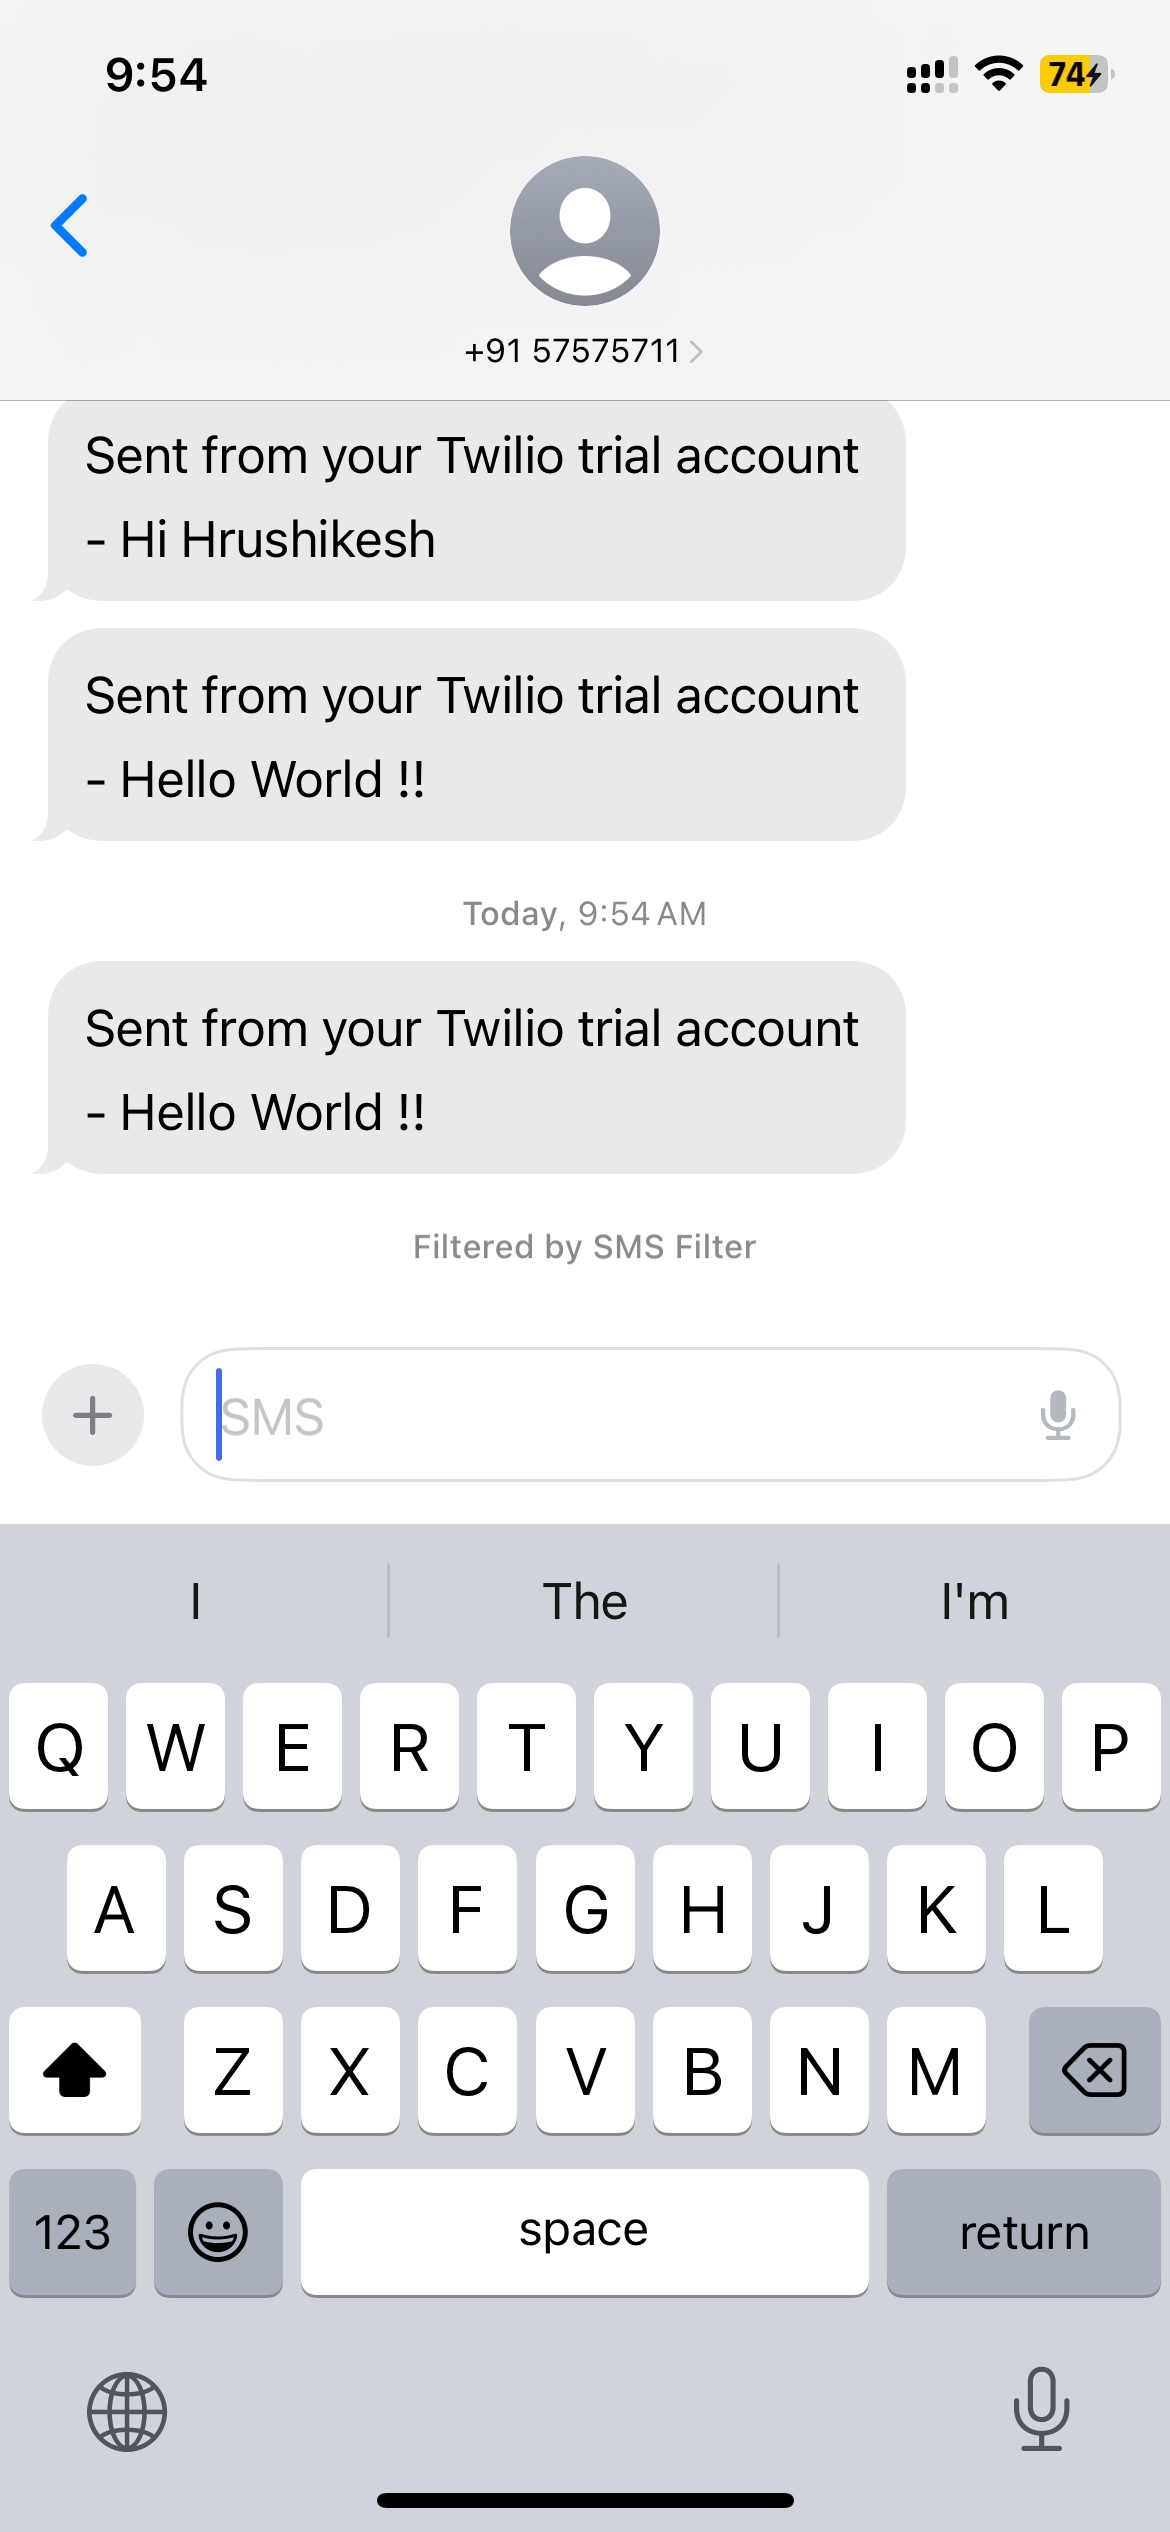 9:54
74
+91 57575711
Sent from your Twilio trial account
- Hi Hrushikesh
Sent from your Twilio trial account
- Hello World !!
Today, 9:54 AM
Sent from your Twilio trial account
- Hello World !!
Filtered by SMS Filter
SMS
I The I'm
Q W E R T Y U I O P
A S D F G H J K L
Z X C V B N M
123 space return